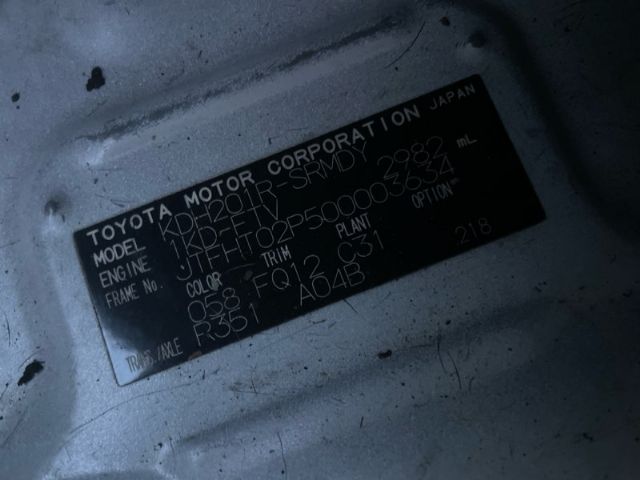 TOYOTA MOTOR CORPORATION JAPAN
MODEL KDH201R-SRMDY
ENGINE 1KD-FTV 2982 mL
FRAME No. JTFHT02P500003634
COLOR TRIM PLANT OPTION
058 FQ12 C31 218
TRANS./AXLE R351 A04B